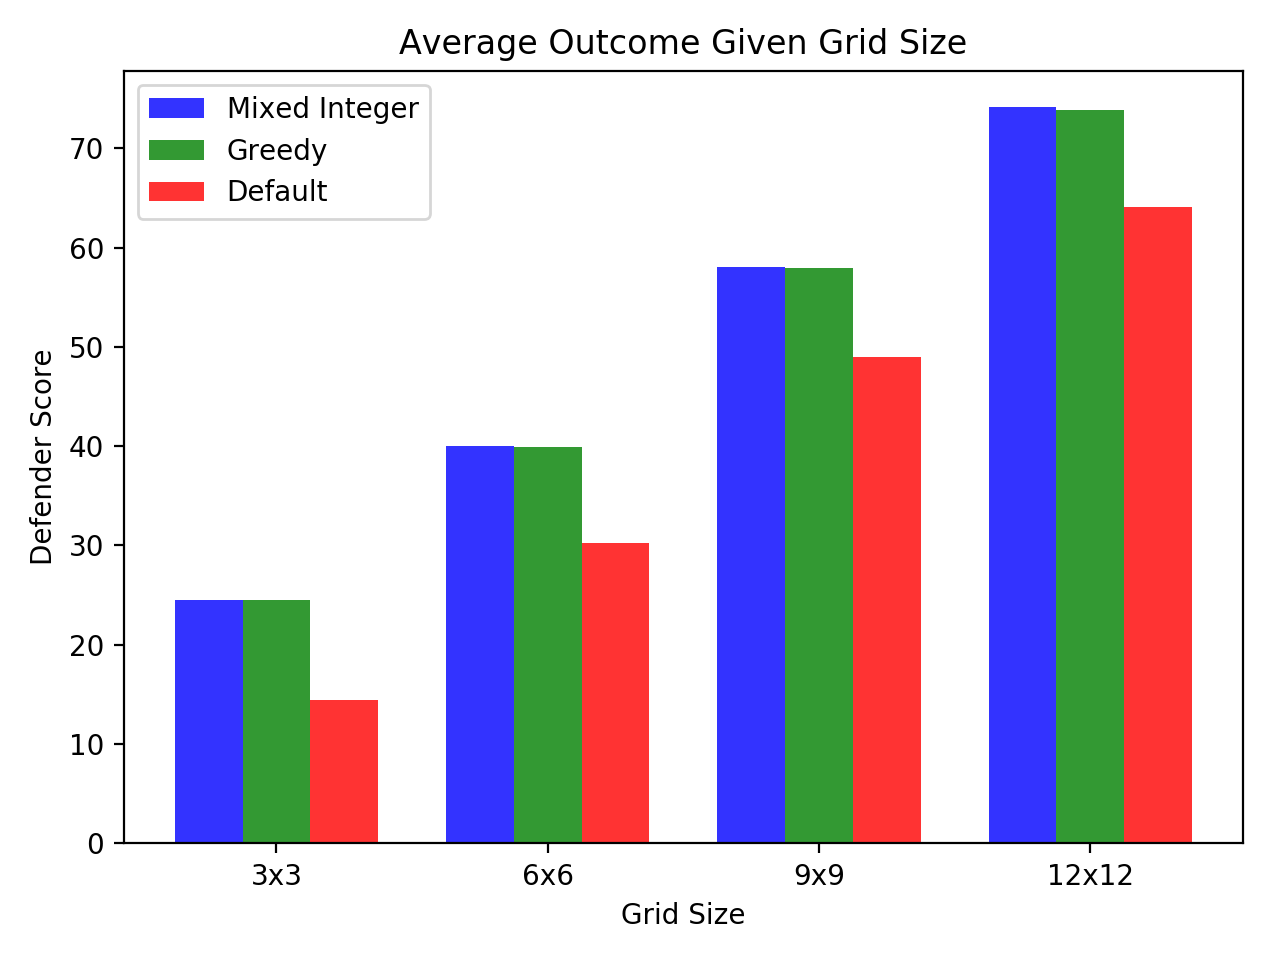 Average Outcome Given Grid Size
Mixed Integer
Greedy
Default
Defender Score
70
60
50
40
30
20
10
0
3x3 6x6 9x9 12x12
Grid Size